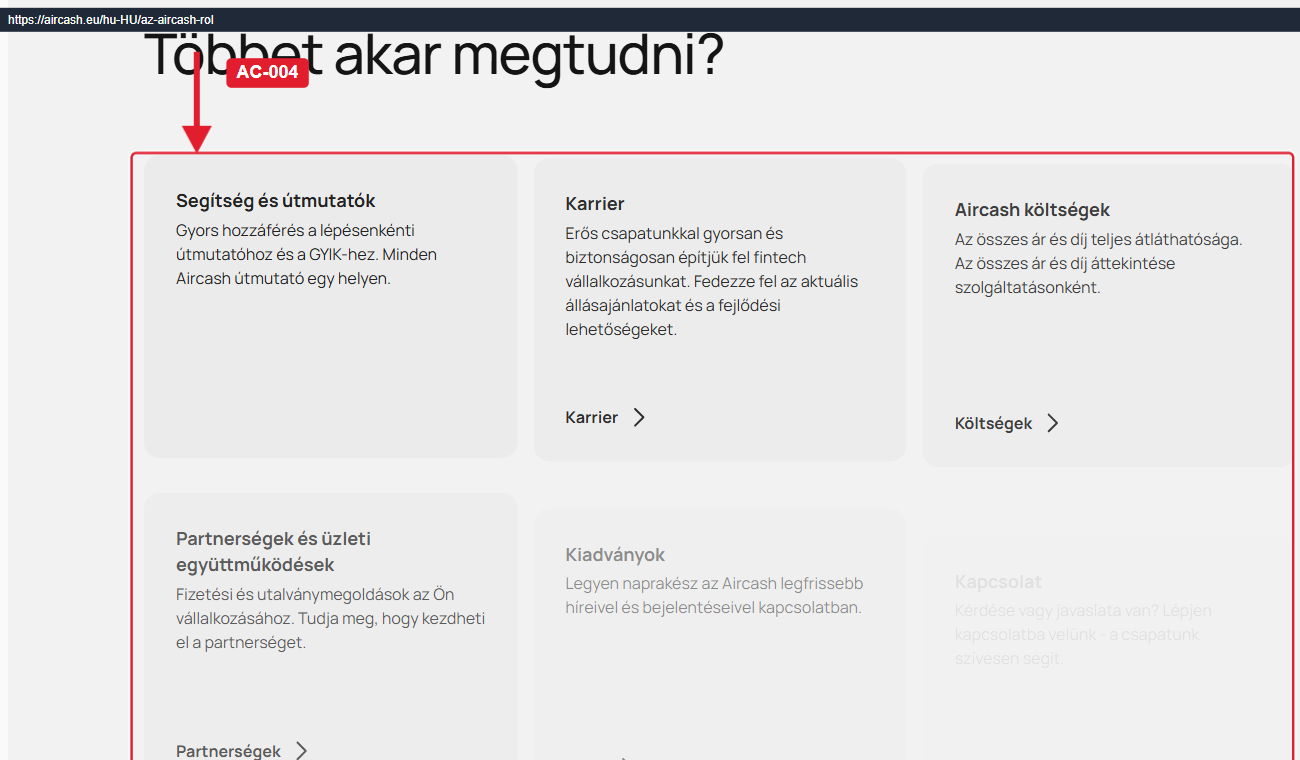 https://aircash.eu/hu-HU/az-aircash-rol
Többet akar megtudni?
AC-004
Segítség és útmutatók
Gyors hozzáférés a lépésenkénti
útmutatóhoz és a GYIK-hez. Minden
Aircash útmutató egy helyen.
Karrier
Erős csapatunkkal gyorsan és
biztonságosan építjük fel fintech
vállalkozásunkat. Fedezze fel az aktuális
állásajánlatokat és a fejlődési
lehetőségeket.
Karrier
Aircash költségek
Az összes ár és díj teljes átláthatósága.
Az összes ár és díj áttekintése
szolgáltatásonként.
Költségek
Partnerségek és üzleti
együttműködések
Fizetési és utalványmegoldások az Ön
vállalkozásához. Tudja meg, hogy kezdheti
el a partnerséget.
Partnerségek
Kiadványok
Legyen naprakész az Aircash legfrissebb
híreivel és bejelentéseivel kapcsolatban.
Kapcsolat
Kérdése vagy javaslata van? Lépjen
kapcsolatba velünk - a csapatunk
szívesen segít.